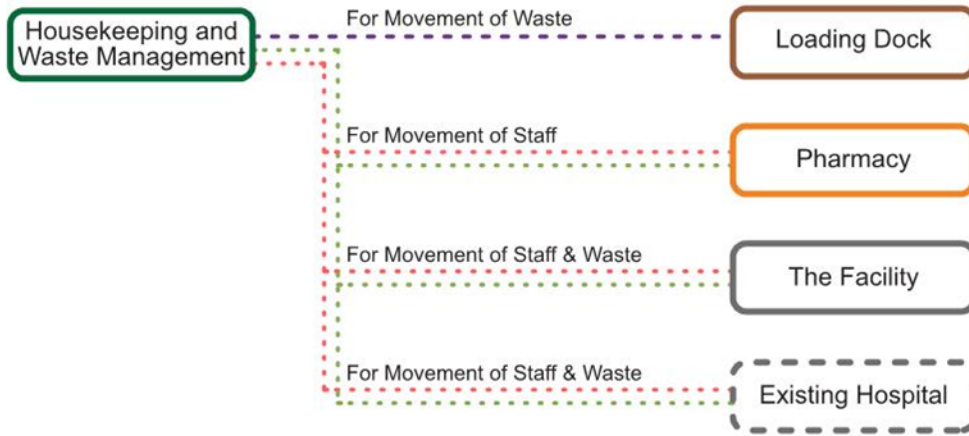 Housekeeping and
Waste Management
For Movement of Waste
Loading Dock
For Movement of Staff
Pharmacy
For Movement of Staff & Waste
The Facility
For Movement of Staff & Waste
Existing Hospital